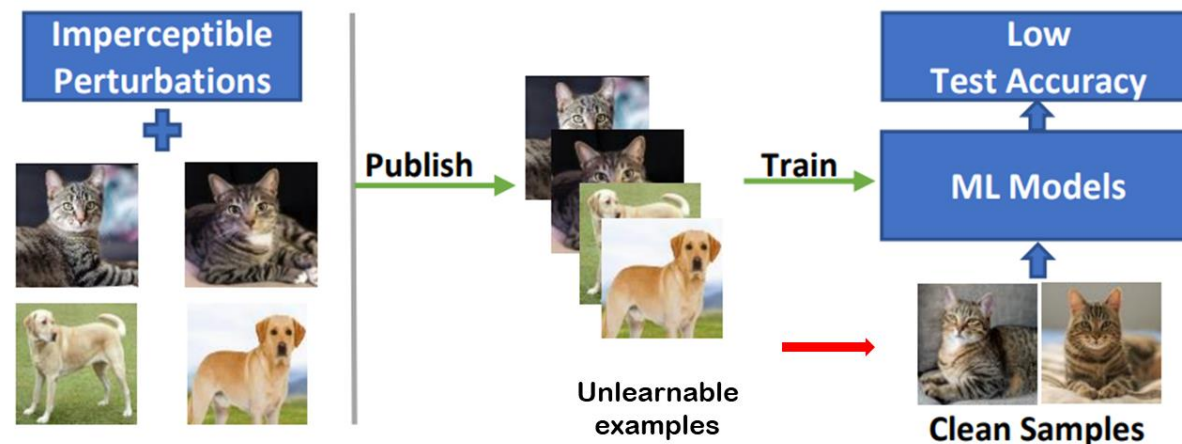 Imperceptible
Perturbations
Publish
Unlearnable
examples
Train
Low
Test Accuracy
ML Models
Clean Samples